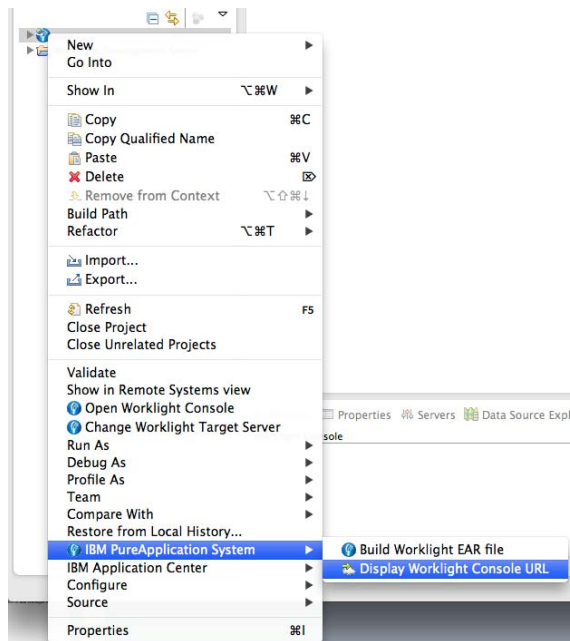 New
Go Into
Show In ⌥⌘W
Copy ⌘C
Copy Qualified Name
Paste ⌘V
Delete ⌦
Remove from Context ⌥⇧⌘↓
Build Path
Refactor ⌥⌘T
Import...
Export...
Refresh F5
Close Project
Close Unrelated Projects
Validate
Show in Remote Systems view
Open Worklight Console
Change Worklight Target Server
Properties Servers Data Source Expl
sole
Run As
Debug As
Profile As
Team
Compare With
Restore from Local History...
IBM PureApplication System
Build Worklight EAR file
IBM Application Center
Display Worklight Console URL
Configure
Source
Properties ⌘I